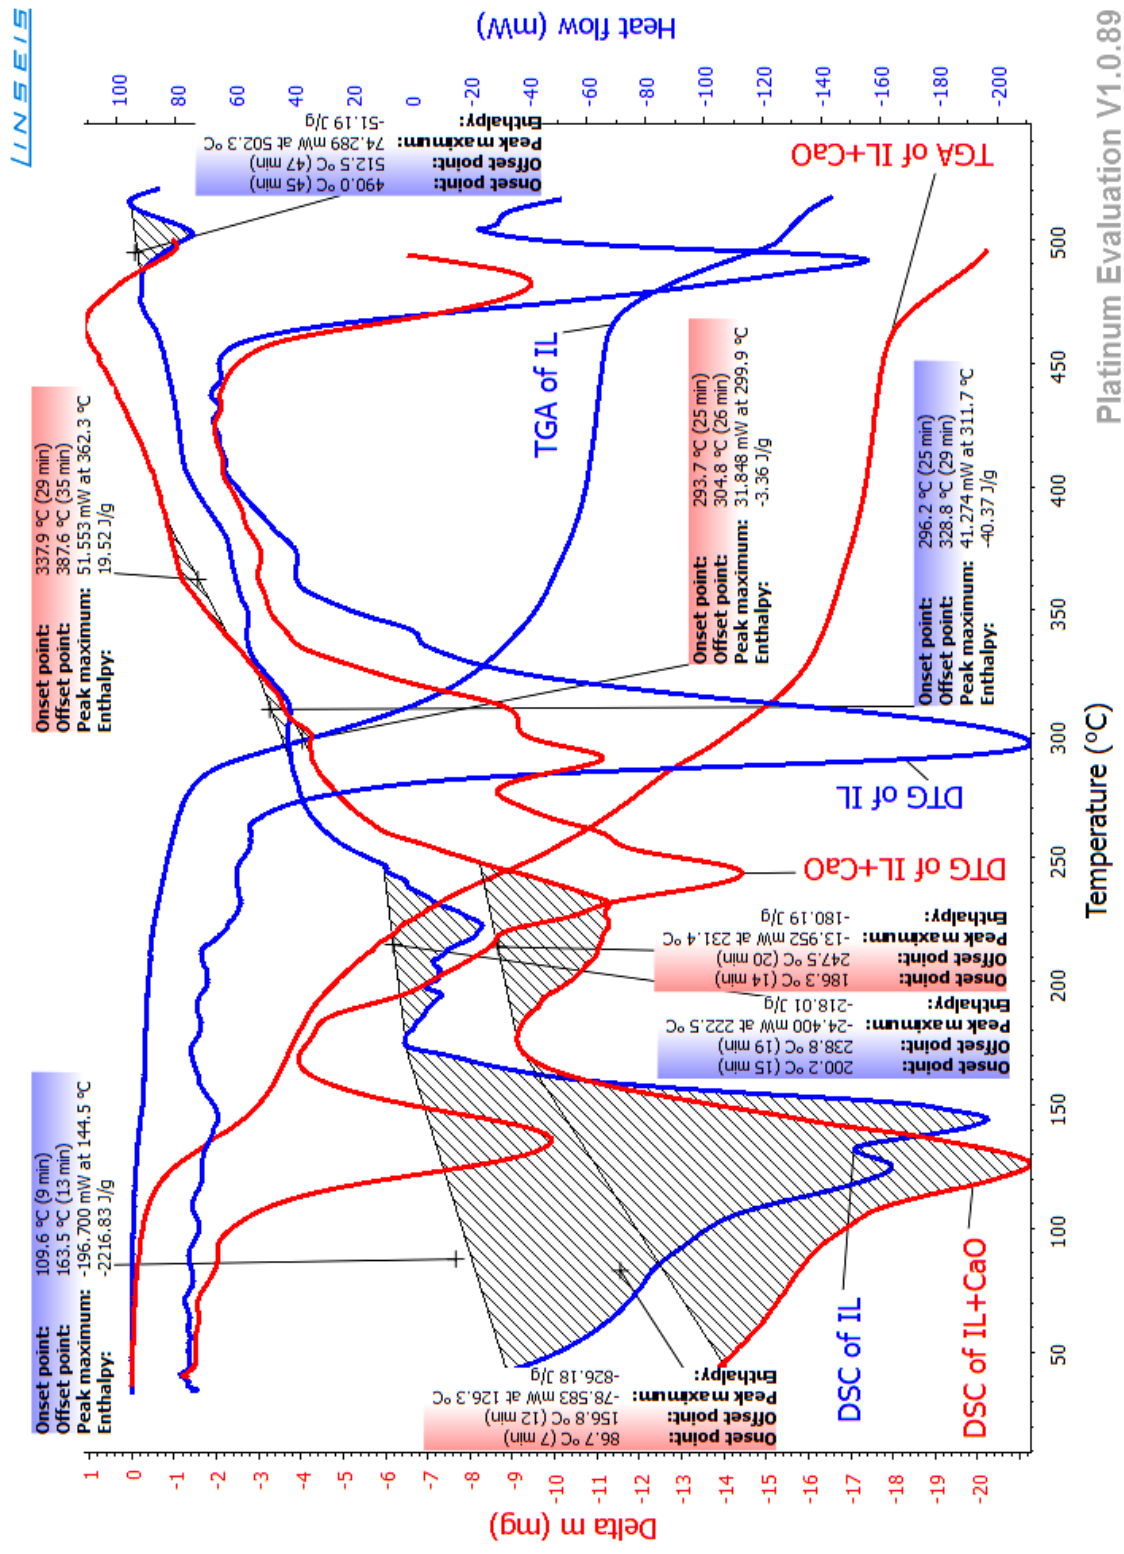 LINSEIS
Heat flow (mW)
100
80
60
40
20
0
-20
-40
-60
-80
-100
-120
-140
-160
-180
-200
Onset point: 490.0 °C (45 min)
Offset point: 512.5 °C (47 min)
Peak maximum: 74.289 mW at 502.3°C
Enthalpy: -51.19 J/g
TGA of IL+CaO
Onset point: 337.9 °C (29 min)
Offset point: 387.6 °C (35 min)
Peak maximum: 51.553 mW at 362.3 °C
Enthalpy: 19.52 J/g
TGA of IL
Onset point: 293.7 °C (25 min)
Offset point: 304.8 °C (26 min)
Peak maximum: 31.848 mW at 299.9 °C
Enthalpy: -3.36 J/g
Onset point: 296.2 °C (25 min)
Offset point: 328.8 °C (29 min)
Peak maximum: 41.274 mW at 311.7 °C
Enthalpy: -40.37 J/g
DTG of IL
DTG of IL+CaO
Onset point: 186.3 °C (14 min)
Offset point: 247.5 °C (20 min)
Peak maximum: -13.952 mW at 231.4 °C
Enthalpy: -180.19 J/g
Onset point: 200.2 °C (15 min)
Offset point: 238.8 °C (19 min)
Peak maximum: -24.400 mW at 222.5 °C
Enthalpy: -218.01 J/g
Onset point: 109.6 °C (9 min)
Offset point: 163.5 °C (13 min)
Peak maximum: -196.700 mW at 144.5 °C
Enthalpy: -2216.83 J/g
Onset point: 86.7 °C (7 min)
Offset point: 156.8 °C (12 min)
Peak maximum: -78.583 mW at 126.3 °C
Enthalpy: -826.18 J/g
DSC of IL
DSC of IL+CaO
Delta m (mg)
1
0
-1
-2
-3
-4
-5
-6
-7
-8
-9
-10
-11
-12
-13
-14
-15
-16
-17
-18
-19
-20
50
100
150
200
250
300
350
400
450
500
Temperature (°C)
Platinum Evaluation V1.0.89